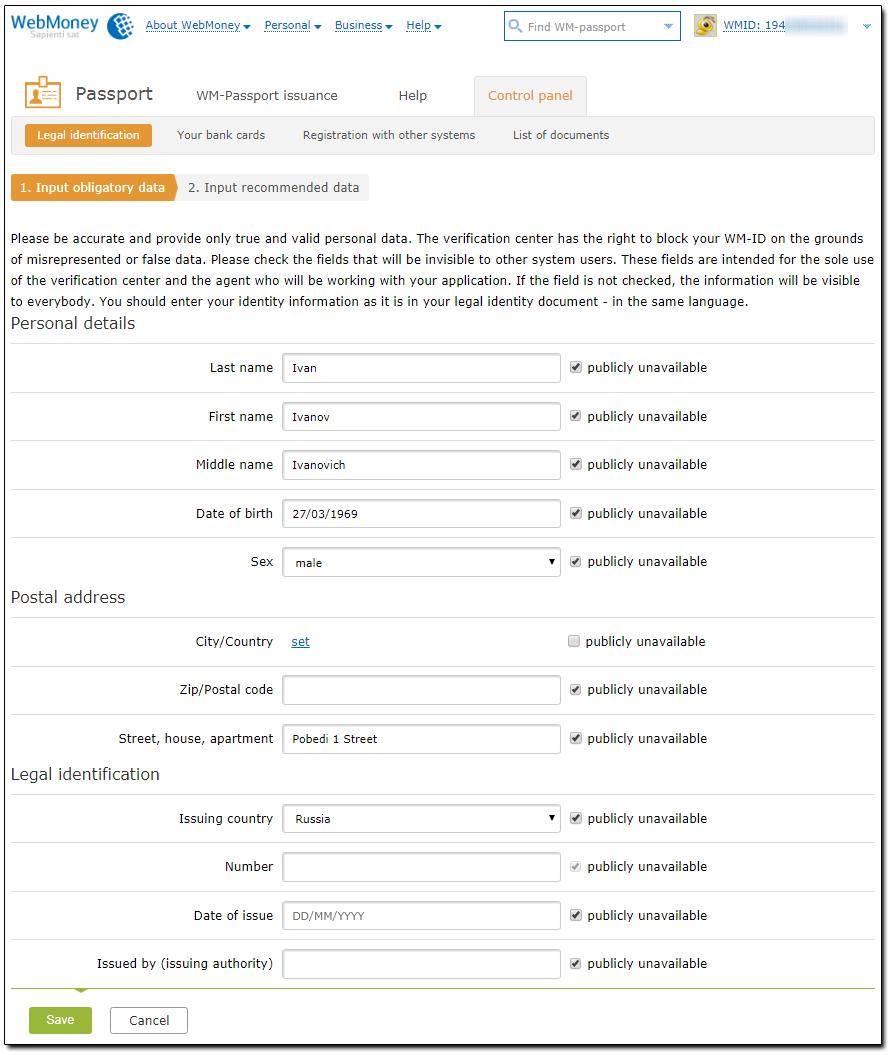 WebMoney
Sapienti sat
About WebMoney Personal Business Help
Find WM-passport
WMID: 194
Passport WM-Passport issuance Help Control panel
Legal identification Your bank cards Registration with other systems List of documents
1. Input obligatory data 2. Input recommended data
Please be accurate and provide only true and valid personal data. The verification center has the right to block your WM-ID on the grounds
of misrepresented or false data. Please check the fields that will be invisible to other system users. These fields are intended for the sole use
of the verification center and the agent who will be working with your application. If the field is not checked, the information will be visible
to everybody. You should enter your identity information as it is in your legal identity document - in the same language.
Personal details
Last name Ivan publicly unavailable
First name Ivanov publicly unavailable
Middle name Ivanovich publicly unavailable
Date of birth 27/03/1969 publicly unavailable
Sex male publicly unavailable
Postal address
City/Country set publicly unavailable
Zip/Postal code publicly unavailable
Street, house, apartment Pobedi 1 Street publicly unavailable
Legal identification
Issuing country Russia publicly unavailable
Number publicly unavailable
Date of issue DD/MM/YYYY publicly unavailable
Issued by (issuing authority) publicly unavailable
Save Cancel